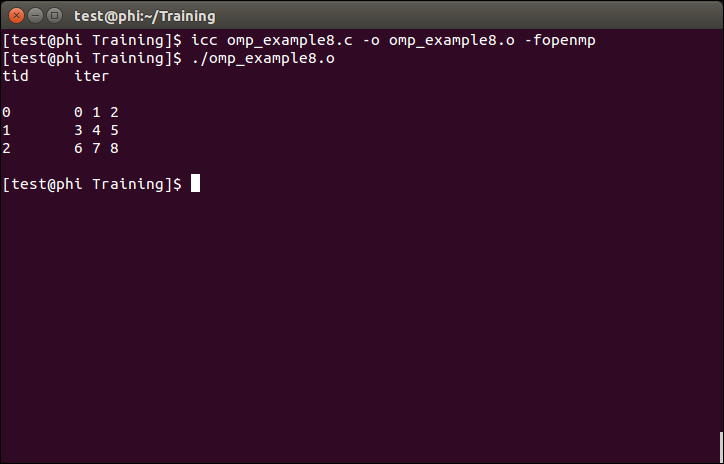 test@phi:~/Training
[test@phi Training]$ icc omp_example8.c -o omp_example8.o -fopenmp
[test@phi Training]$ ./omp_example8.o
tid     iter
0       0 1 2
1       3 4 5
2       6 7 8
[test@phi Training]$